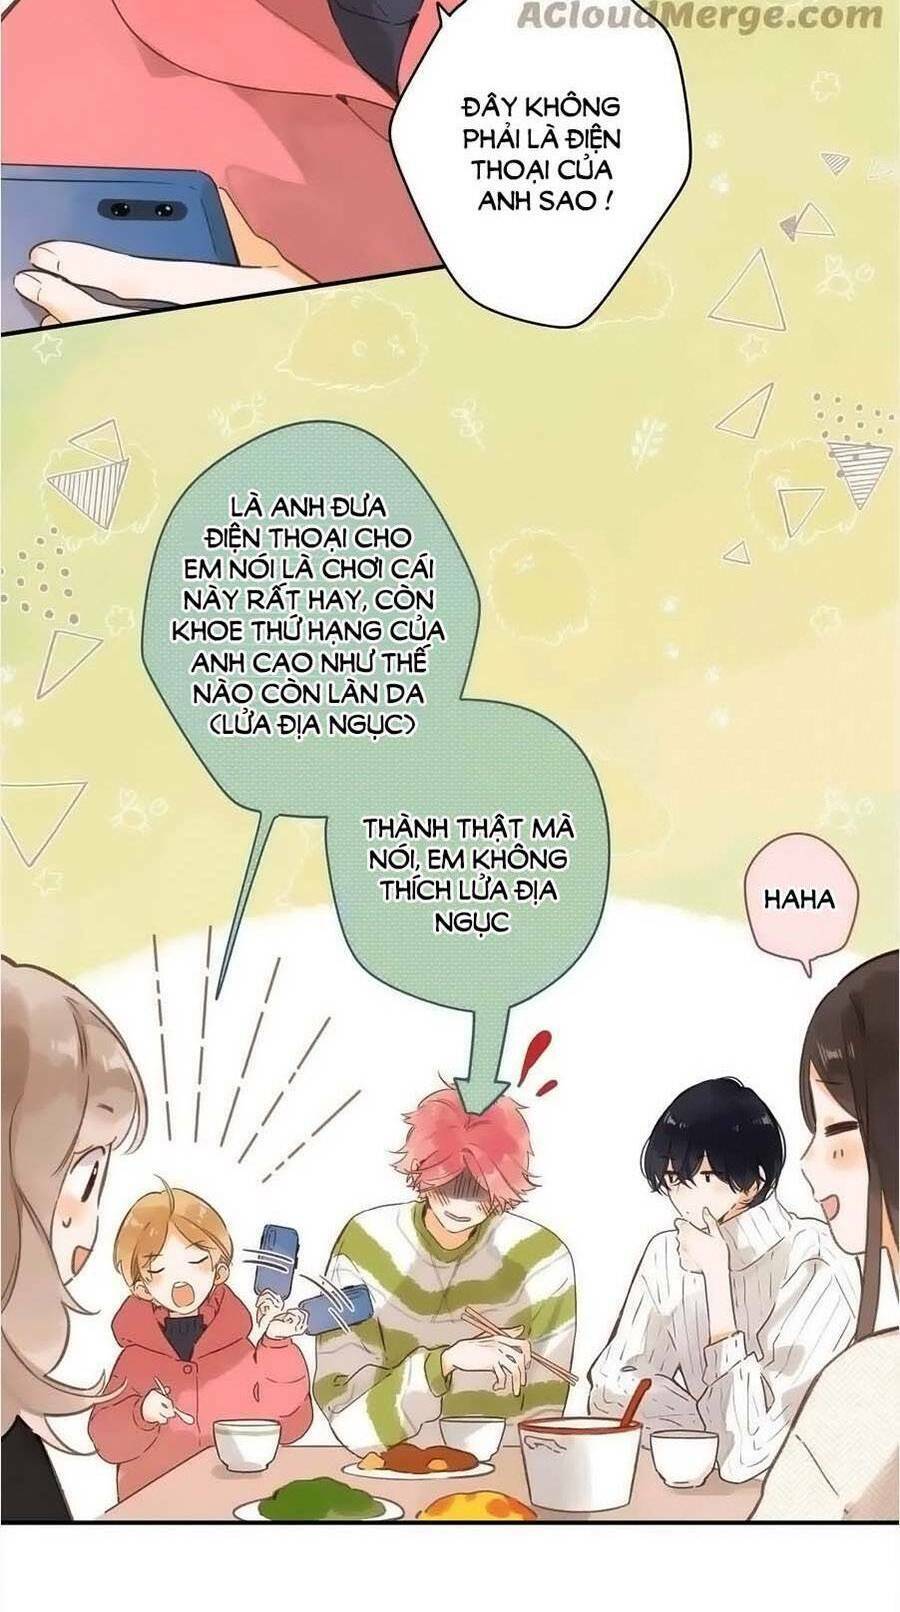 ACloudMerge.com
ĐÂY KHÔNG
PHẢI LÀ ĐIỆN
THOẠI CỦA
ANH SAO !
LÀ ANH ĐƯA
ĐIỆN THOẠI CHO
EM NÓI LÀ CHƠI CÁI
NÀY RẤT HAY, CÒN
KHOE THỨ HẠNG CỦA
ANH CAO NHƯ THẾ
NÀO CÒN LÀN DA
(LỬA ĐỊA NGỤC)
THÀNH THẬT MÀ
NÓI, EM KHÔNG
THÍCH LỬA ĐỊA
NGỤC
HAHA